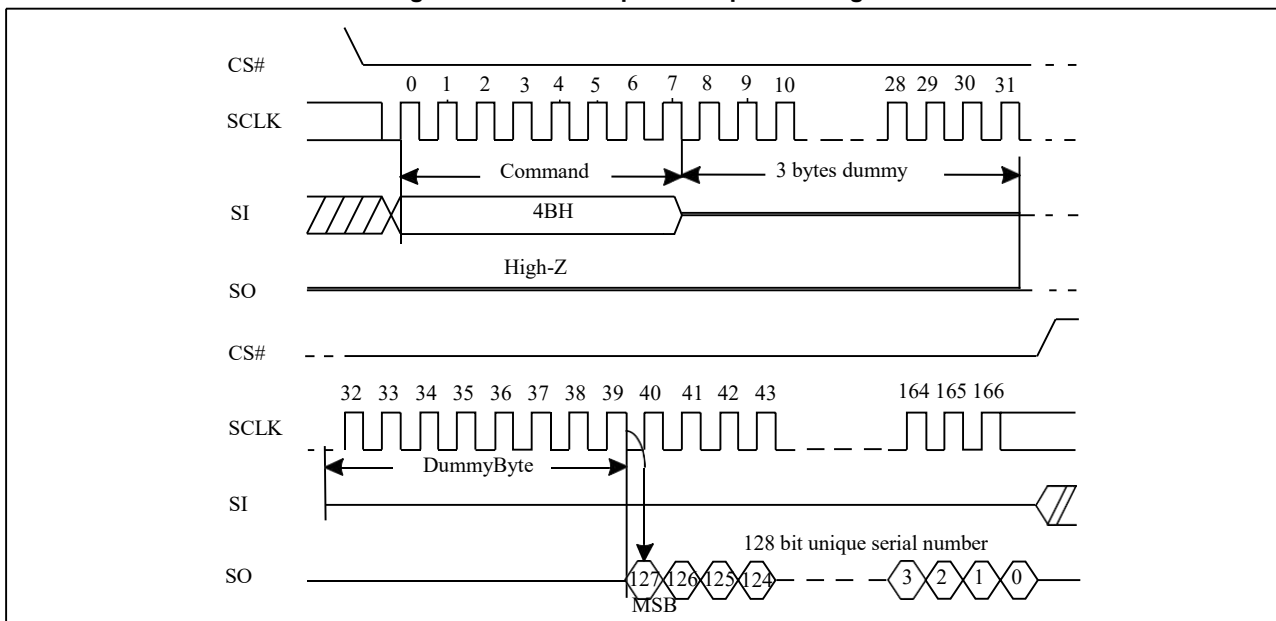 CS#
0 1 2 3 4 5 6 7 8 9 10 28 29 30 31
SCLK
Command 3 bytes dummy
SI 4BH
High-Z
SO
CS#
32 33 34 35 36 37 38 39 40 41 42 43 164 165 166
SCLK
DummyByte
SI
128 bit unique serial number
SO 127 126 125 124 3 2 1 0
MSB